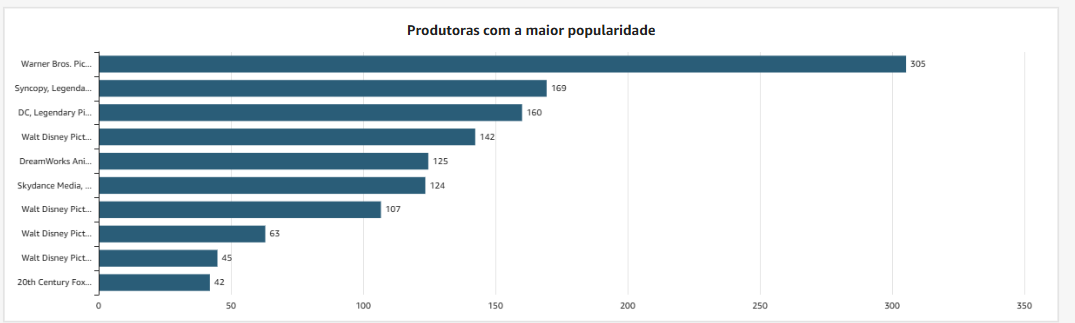 Produtoras com a maior popularidade
Warner Bros. Pic... 305
Syncopy, Legenda... 169
DC, Legendary Pi... 160
Walt Disney Pict... 142
DreamWorks Ani... 125
Skydance Media, ... 124
Walt Disney Pict... 107
Walt Disney Pict... 63
Walt Disney Pict... 45
20th Century Fox... 42
0 50 100 150 200 250 300 350